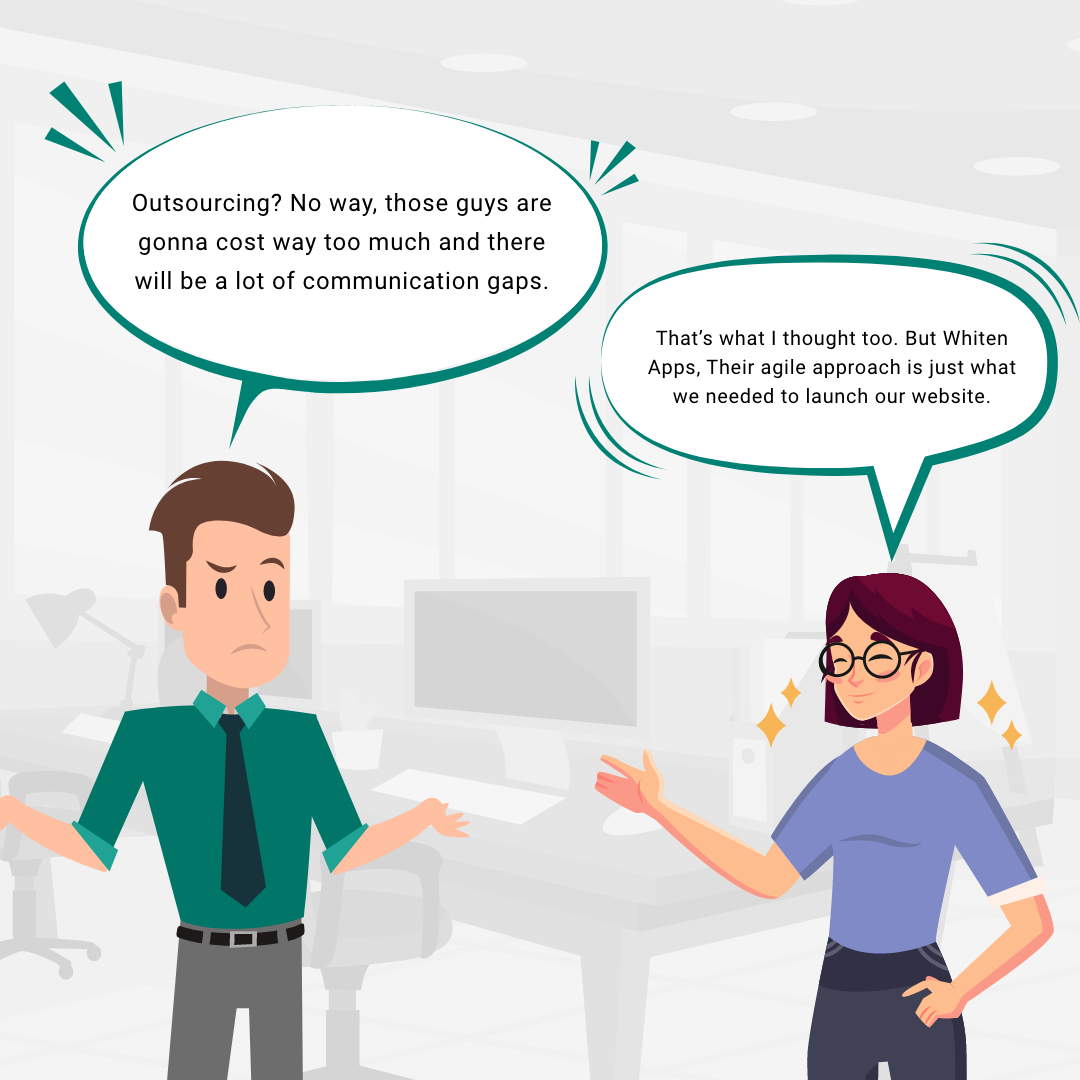 Outsourcing? No way, those guys are
gonna cost way too much and there
will be a lot of communication gaps.
That’s what I thought too. But Whiten
Apps, Their agile approach is just what
we needed to launch our website.